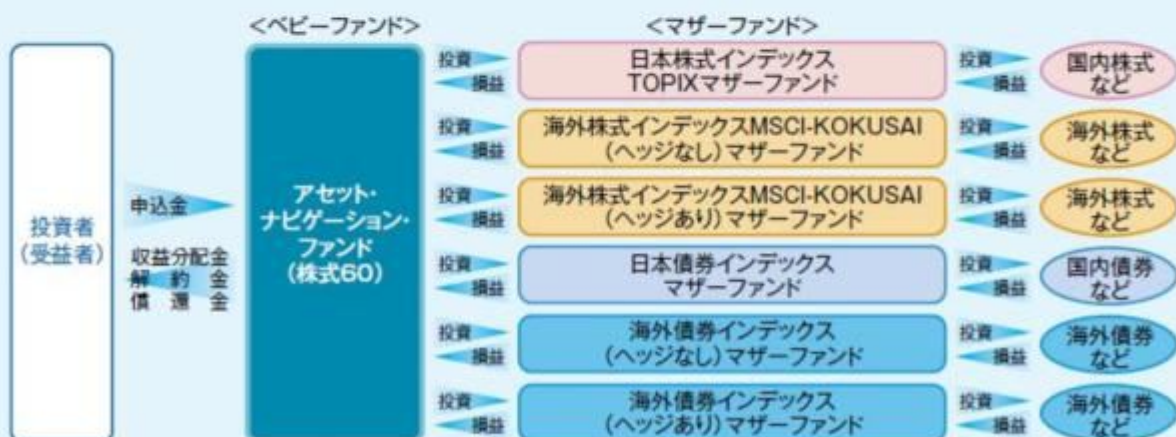 <ベビーファンド>
<マザーファンド>
投資者
(受益者)
申込金
収益分配金
解約金
償還金
アセット・
ナビゲーション・
ファンド
(株式60)
投資
損益
日本株式インデックス
TOPIXマザーファンド
投資
損益
国内株式
など
投資
損益
海外株式インデックスMSCI-KOKUSAI
(ヘッジなし)マザーファンド
投資
損益
海外株式
など
投資
損益
海外株式インデックスMSCI-KOKUSAI
(ヘッジあり)マザーファンド
投資
損益
海外株式
など
投資
損益
日本債券インデックス
マザーファンド
投資
損益
国内債券
など
投資
損益
海外債券インデックス
(ヘッジなし)マザーファンド
投資
損益
海外債券
など
投資
損益
海外債券インデックス
(ヘッジあり)マザーファンド
投資
損益
海外債券
など